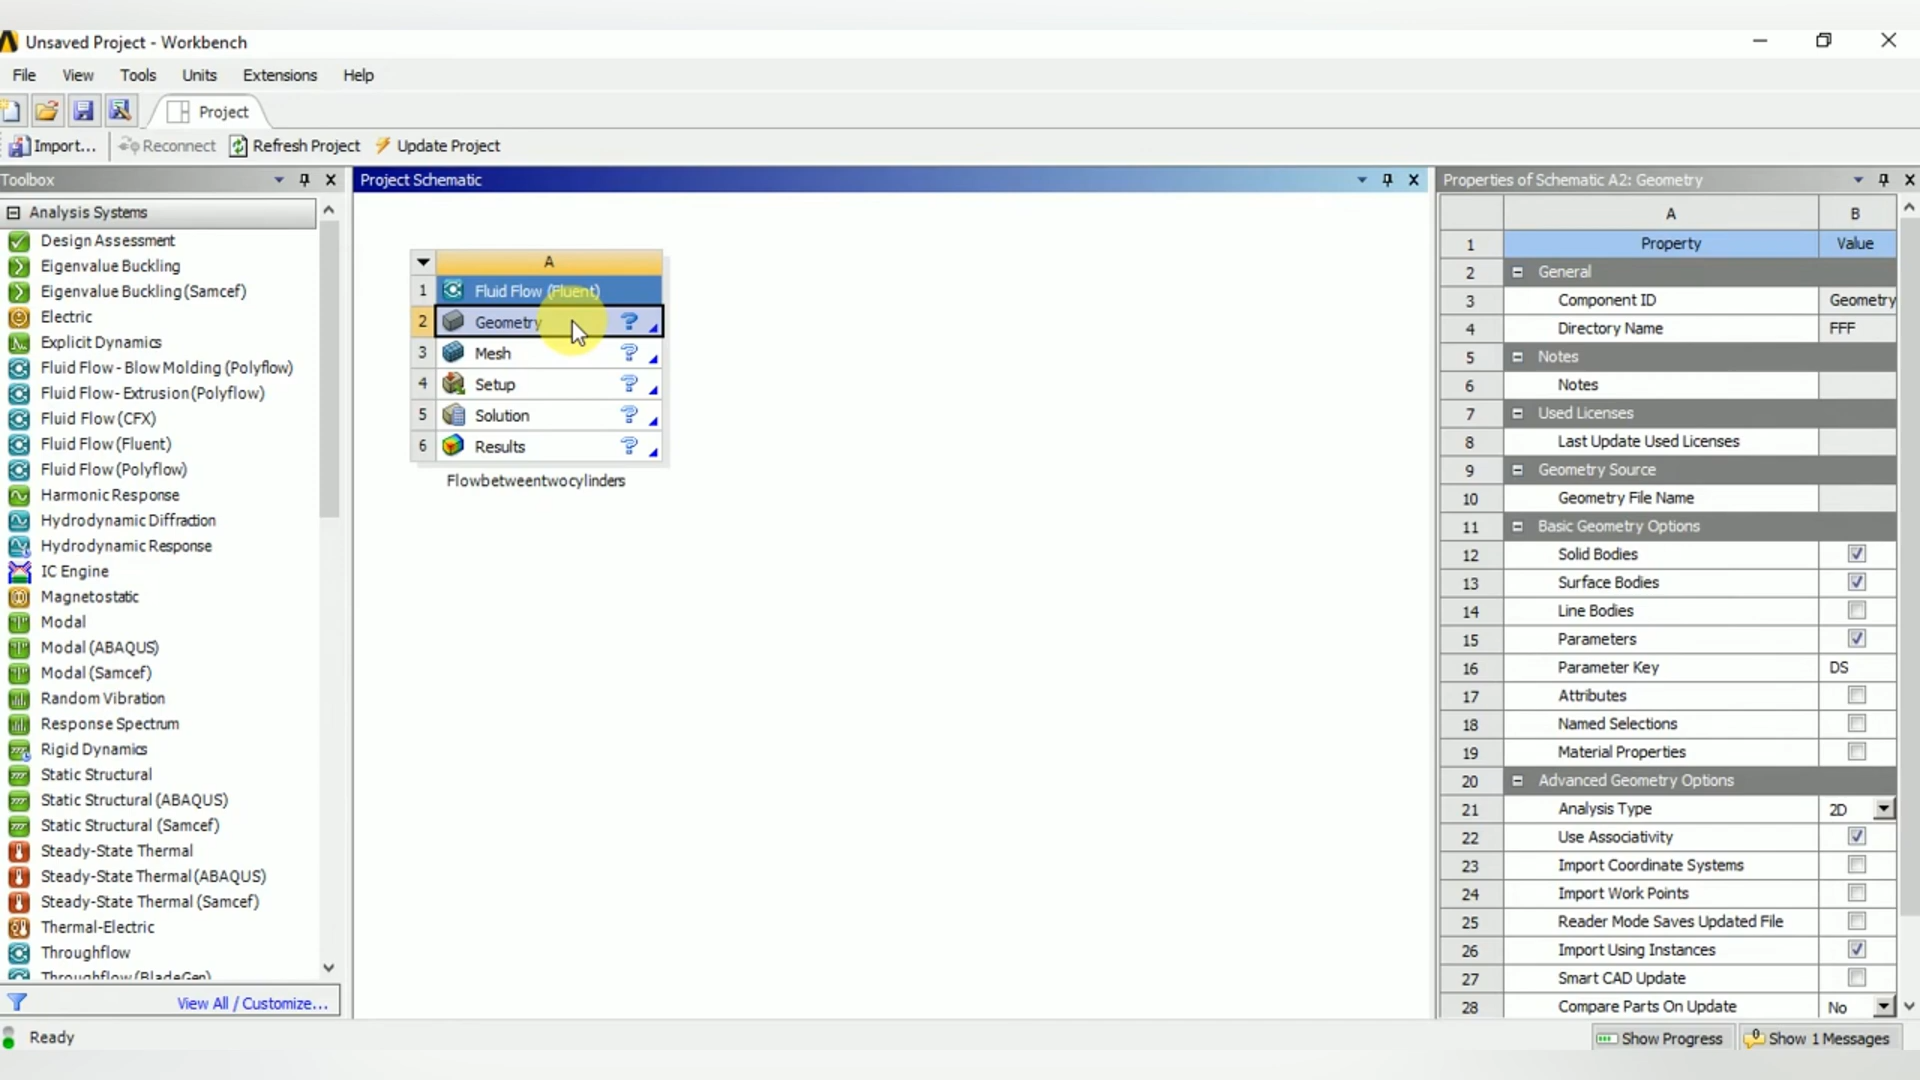 Unsaved Project - Workbench
File View Tools Units Extensions Help
Project
Import... Reconnect Refresh Project Update Project
Toolbox
Analysis Systems
Design Assessment
Eigenvalue Buckling
Eigenvalue Buckling (Samcef)
Electric
Explicit Dynamics
Fluid Flow - Blow Molding (Polyflow)
Fluid Flow - Extrusion (Polyflow)
Fluid Flow (CFX)
Fluid Flow (Fluent)
Fluid Flow (Polyflow)
Harmonic Response
Hydrodynamic Diffraction
Hydrodynamic Response
IC Engine
Magnetostatic
Modal
Modal (ABAQUS)
Modal (Samcef)
Random Vibration
Response Spectrum
Rigid Dynamics
Static Structural
Static Structural (ABAQUS)
Static Structural (Samcef)
Steady-State Thermal
Steady-State Thermal (ABAQUS)
Steady-State Thermal (Samcef)
Thermal-Electric
Throughflow
Throughflow (BladeGen)
View All / Customize...
Project Schematic
A
1 Fluid Flow (Fluent)
2 Geometry ?
3 Mesh ?
4 Setup ?
5 Solution ?
6 Results ?
Flowbetweentwocylinders
Properties of Schematic A2: Geometry
A B
1 Property Value
2 General
3 Component ID Geometry
4 Directory Name FFF
5 Notes
6 Notes
7 Used Licenses
8 Last Update Used Licenses
9 Geometry Source
10 Geometry File Name
11 Basic Geometry Options
12 Solid Bodies
13 Surface Bodies
14 Line Bodies
15 Parameters
16 Parameter Key DS
17 Attributes
18 Named Selections
19 Material Properties
20 Advanced Geometry Options
21 Analysis Type 2D
22 Use Associativity
23 Import Coordinate Systems
24 Import Work Points
25 Reader Mode Saves Updated File
26 Import Using Instances
27 Smart CAD Update
28 Compare Parts On Update No
Ready
Show Progress 0 Show 1 Messages